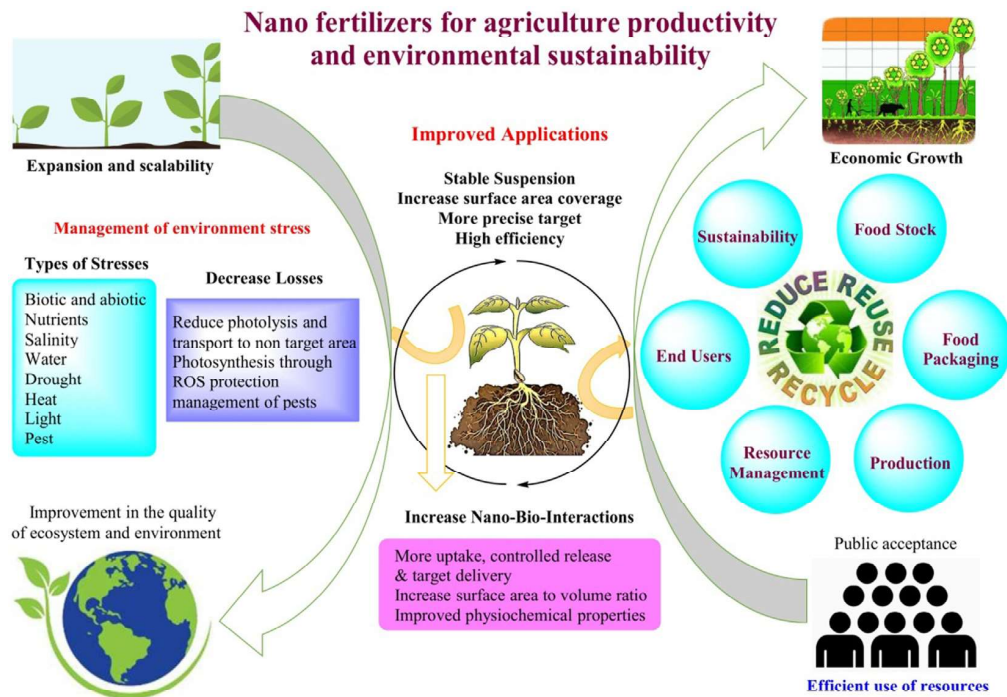 Nano fertilizers for agriculture productivity
and environmental sustainability
Expansion and scalability
Management of environment stress
Types of Stresses
Biotic and abiotic
Nutrients
Salinity
Water
Drought
Heat
Light
Pest
Decrease Losses
Reduce photolysis and
transport to non target area
Photosynthesis through
ROS protection
management of pests
Improvement in the quality
of ecosystem and environment
Improved Applications
Stable Suspension
Increase surface area coverage
More precise target
High efficiency
Increase Nano-Bio-Interactions
More uptake, controlled release
& target delivery
Increase surface area to volume ratio
Improved physiochemical properties
Economic Growth
Sustainability
Food Stock
End Users
REDUCE REUSE
RECYCLE
Food
Packaging
Resource
Management
Production
Public acceptance
Efficient use of resources